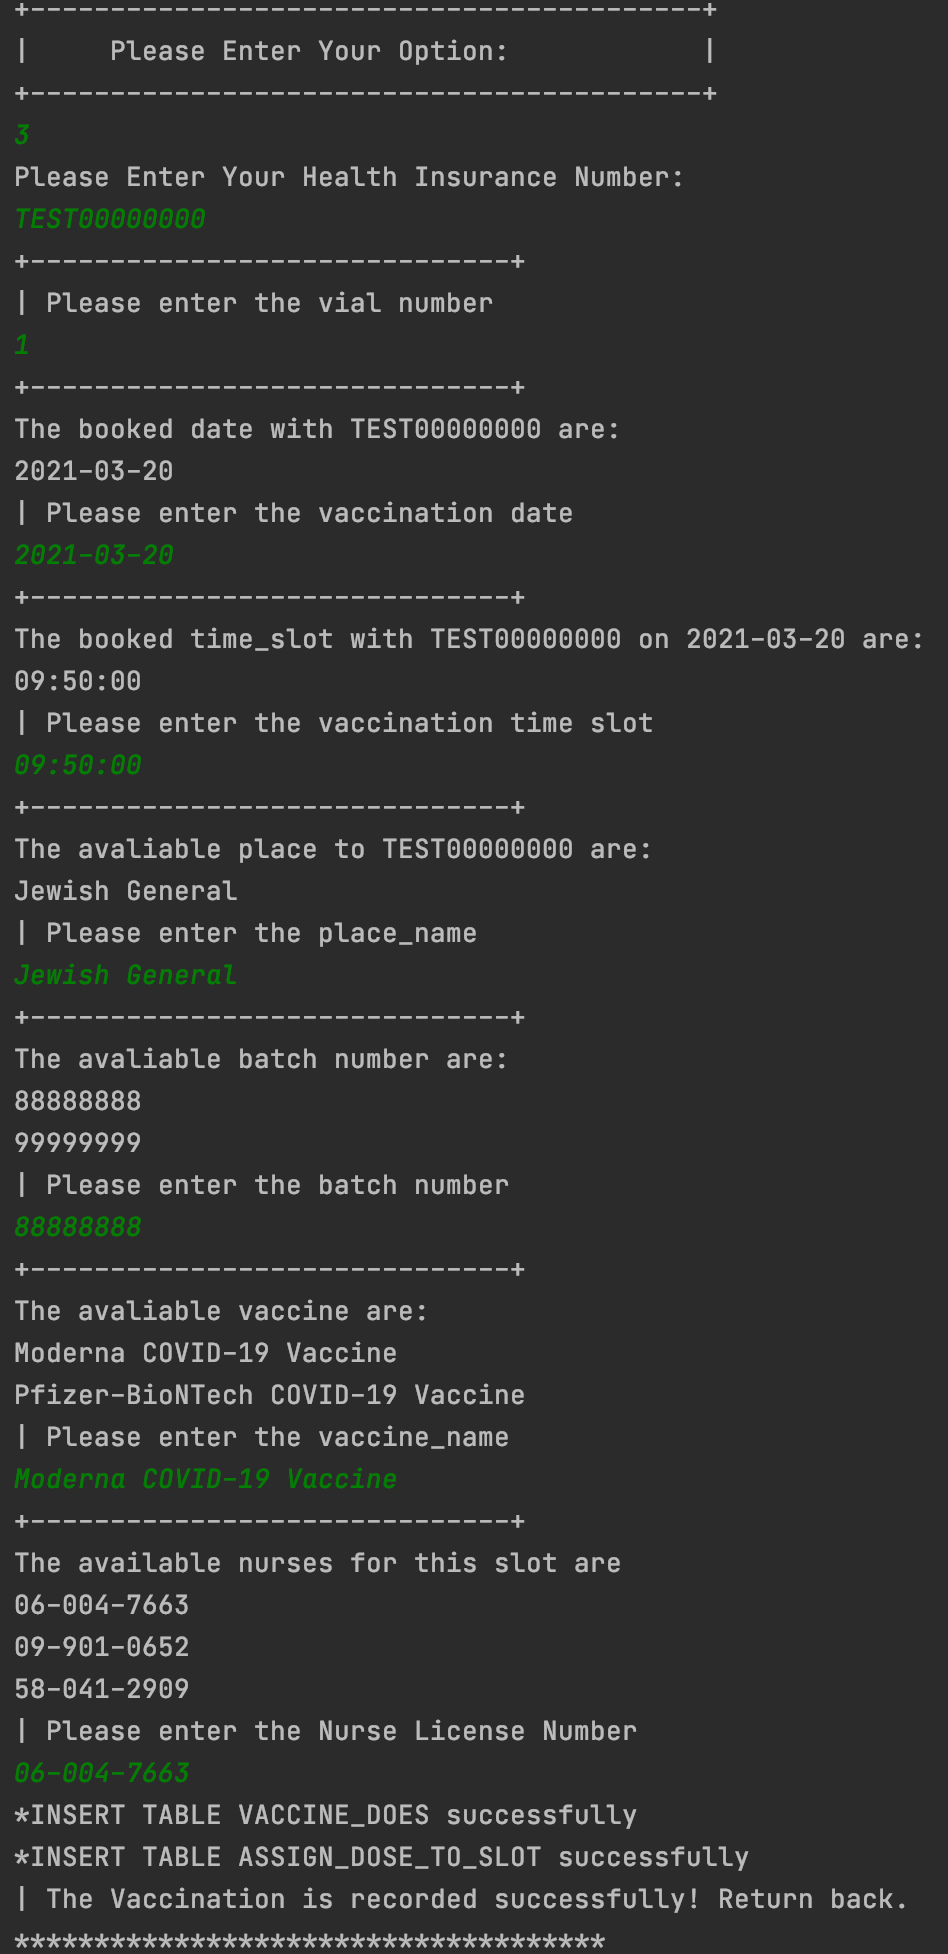 +------------------------------------------+
|     Please Enter Your Option:            |
+------------------------------------------+
3
Please Enter Your Health Insurance Number:
TEST00000000
+------------------------------+
| Please enter the vial number
1
+------------------------------+
The booked date with TEST00000000 are:
2021-03-20
| Please enter the vaccination date
2021-03-20
+------------------------------+
The booked time_slot with TEST00000000 on 2021-03-20 are:
09:50:00
| Please enter the vaccination time slot
09:50:00
+------------------------------+
The avaliable place to TEST00000000 are:
Jewish General
| Please enter the place_name
Jewish General
+------------------------------+
The avaliable batch number are:
88888888
99999999
| Please enter the batch number
88888888
+------------------------------+
The avaliable vaccine are:
Moderna COVID-19 Vaccine
Pfizer-BioNTech COVID-19 Vaccine
| Please enter the vaccine_name
Moderna COVID-19 Vaccine
+------------------------------+
The available nurses for this slot are
06-004-7663
09-901-0652
58-041-2909
| Please enter the Nurse License Number
06-004-7663
*INSERT TABLE VACCINE_DOES successfully
*INSERT TABLE ASSIGN_DOSE_TO_SLOT successfully
| The Vaccination is recorded successfully! Return back.
*************************************